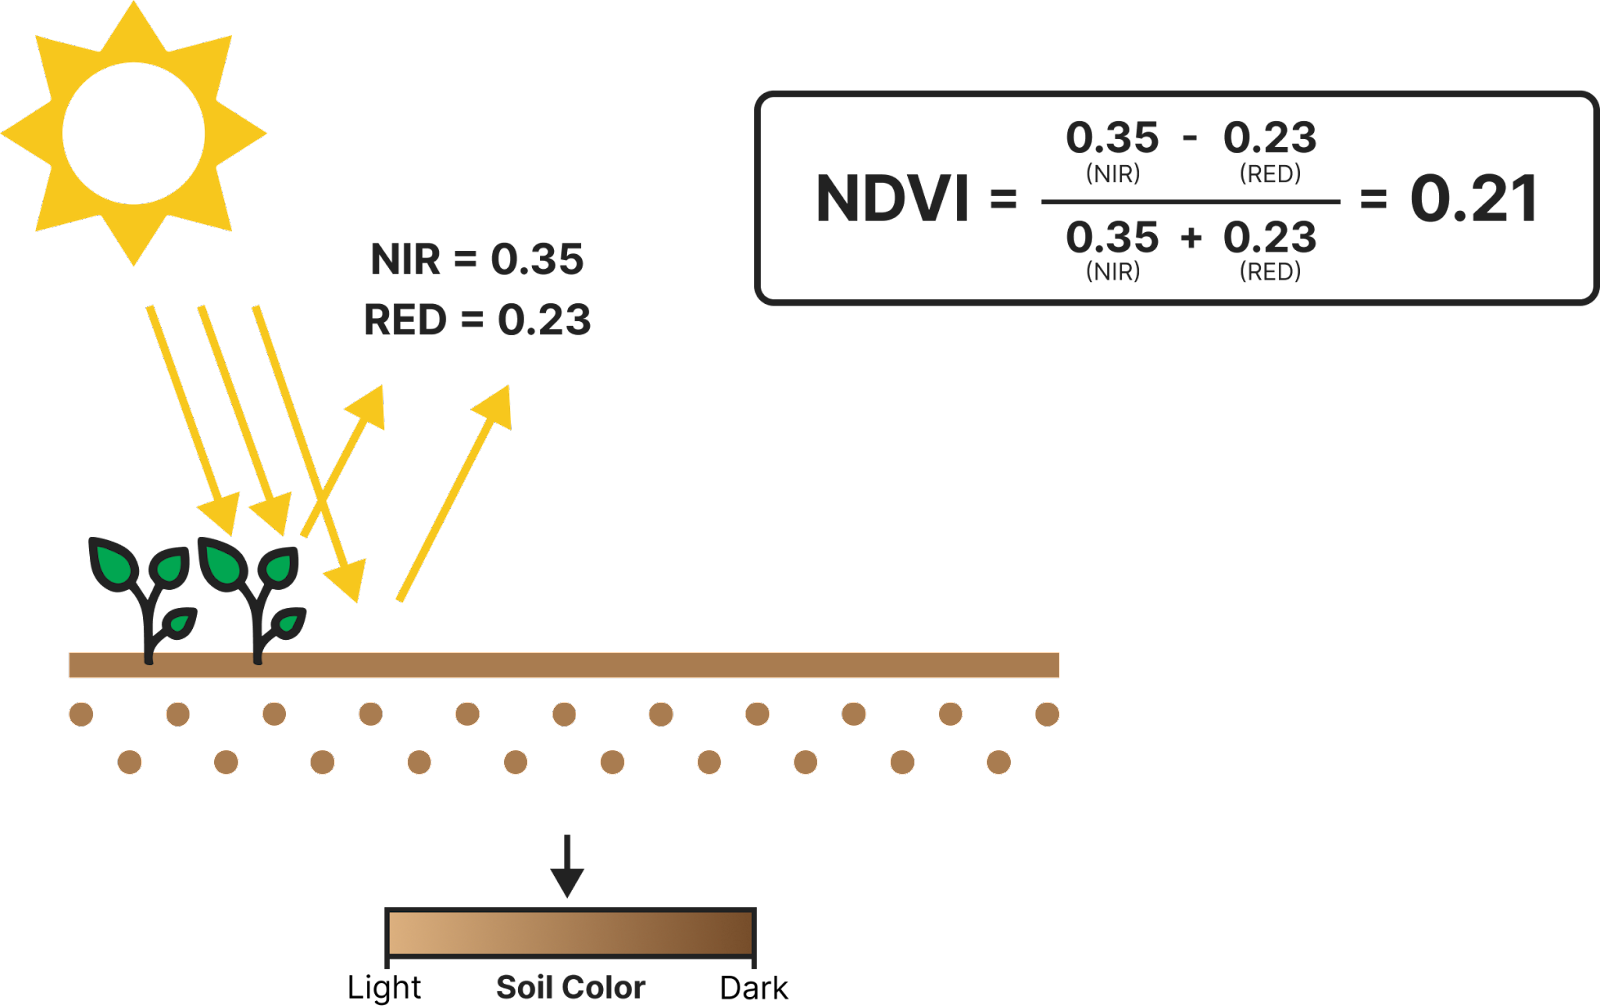 NIR = 0.35
RED = 0.23
0.35 - 0.23
(NIR) (RED)
NDVI = = 0.21
0.35 + 0.23
(NIR) (RED)
Light Soil Color Dark